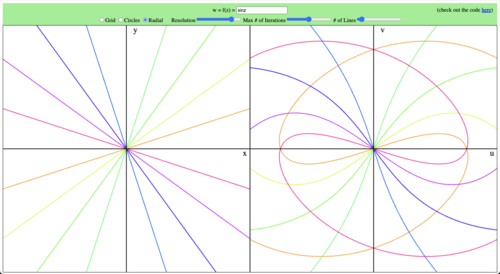 w = f(z) = sinz
(check out the code here)
Grid Circles Radial Resolution Max # of Iterations # of Lines
y
v
x
u